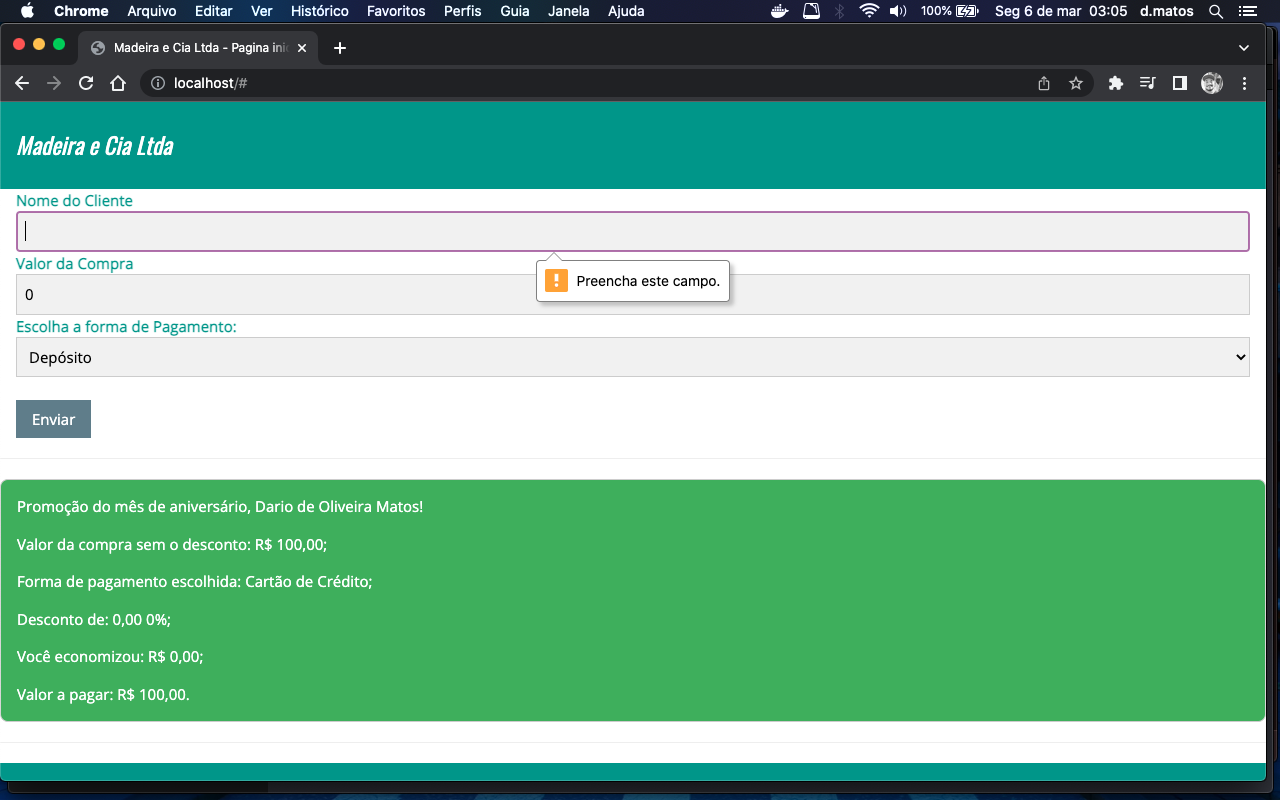 Chrome Arquivo Editar Ver Histórico Favoritos Perfis Guia Janela Ajuda 100% Seg 6 de mar 03:05 d.matos
Madeira e Cia Ltda - Pagina ini
localhost/#
Madeira e Cia Ltda
Nome do Cliente
Valor da Compra
Preencha este campo.
0
Escolha a forma de Pagamento:
Depósito
Enviar
Promoção do mês de aniversário, Dario de Oliveira Matos!
Valor da compra sem o desconto: R$ 100,00;
Forma de pagamento escolhida: Cartão de Crédito;
Desconto de: 0,00 0%;
Você economizou: R$ 0,00;
Valor a pagar: R$ 100,00.